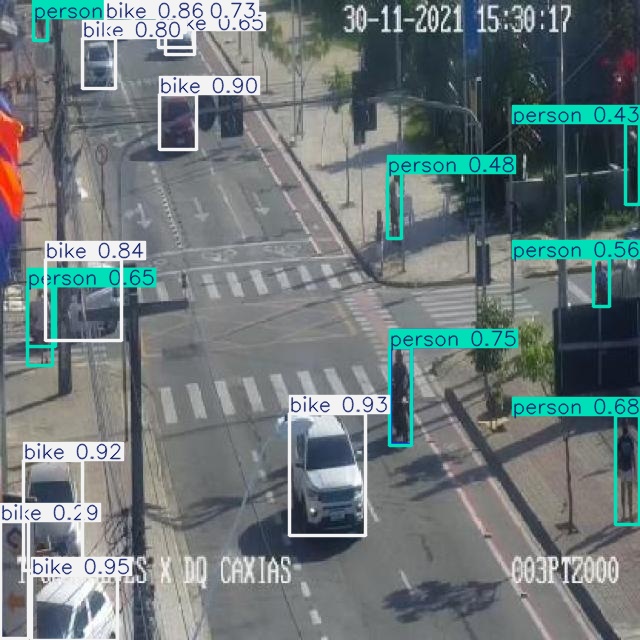 person
bike 0.86
0.73
bike 0.80
0.65
30-11-2021 15:30:17
bike 0.90
person 0.43
person 0.48
bike 0.84
person 0.56
person 0.65
person 0.75
bike 0.93
person 0.68
bike 0.92
bike 0.29
bike 0.95
X DQ CAXIAS
003PTZ000